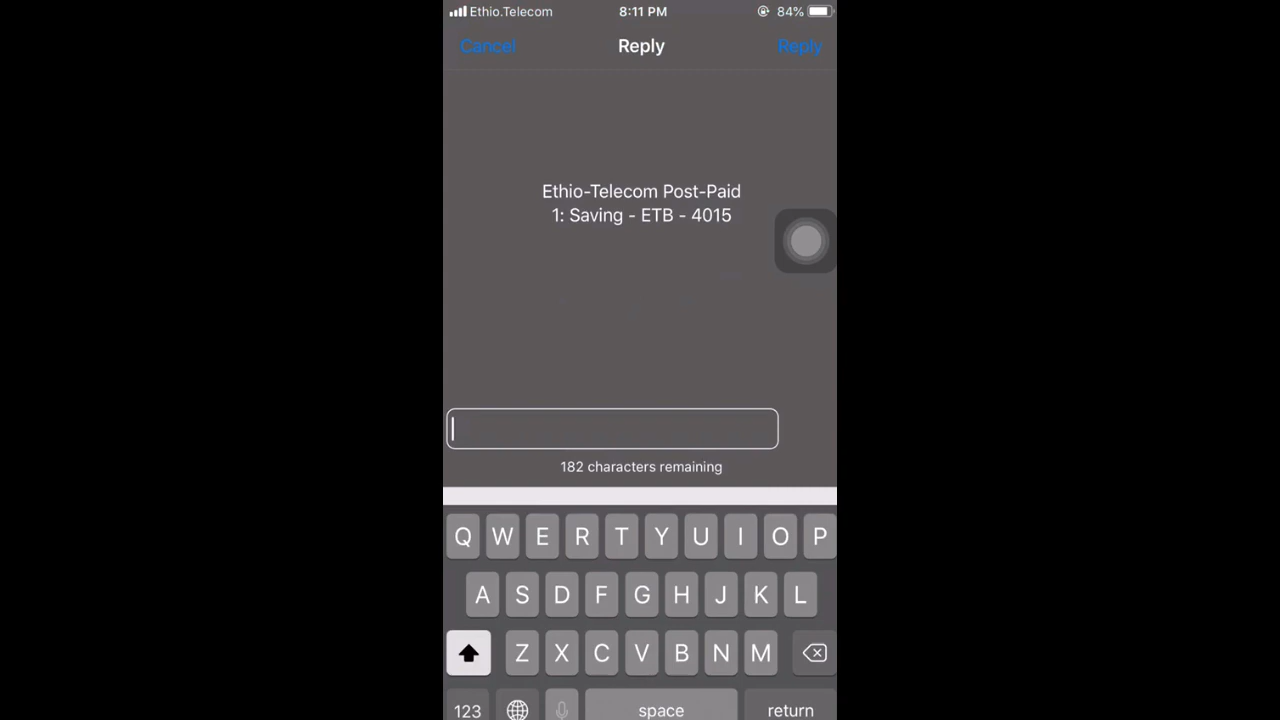 Ethio.Telecom 8:11 PM 84%
Cancel Reply Reply
Ethio-Telecom Post-Paid
1: Saving - ETB - 4015
182 characters remaining
Q W E R T Y U I O P
A S D F G H J K L
Z X C V B N M
123 space return